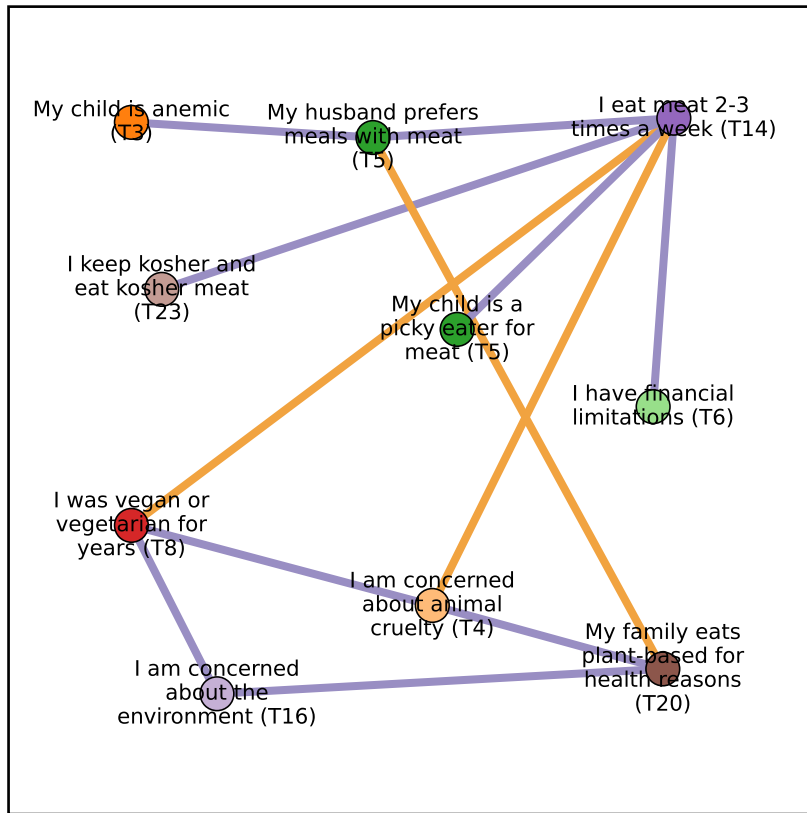 My child is anemic
(T3)
My husband prefers
meals with meat
(T5)
I eat meat 2-3
times a week (T14)
I keep kosher and
eat kosher meat
(T23)
My child is a
picky eater for
meat (T5)
I have financial
limitations (T6)
I was vegan or
vegetarian for
years (T8)
I am concerned
about animal
cruelty (T4)
My family eats
plant-based for
health reasons
(T20)
I am concerned
about the
environment (T16)